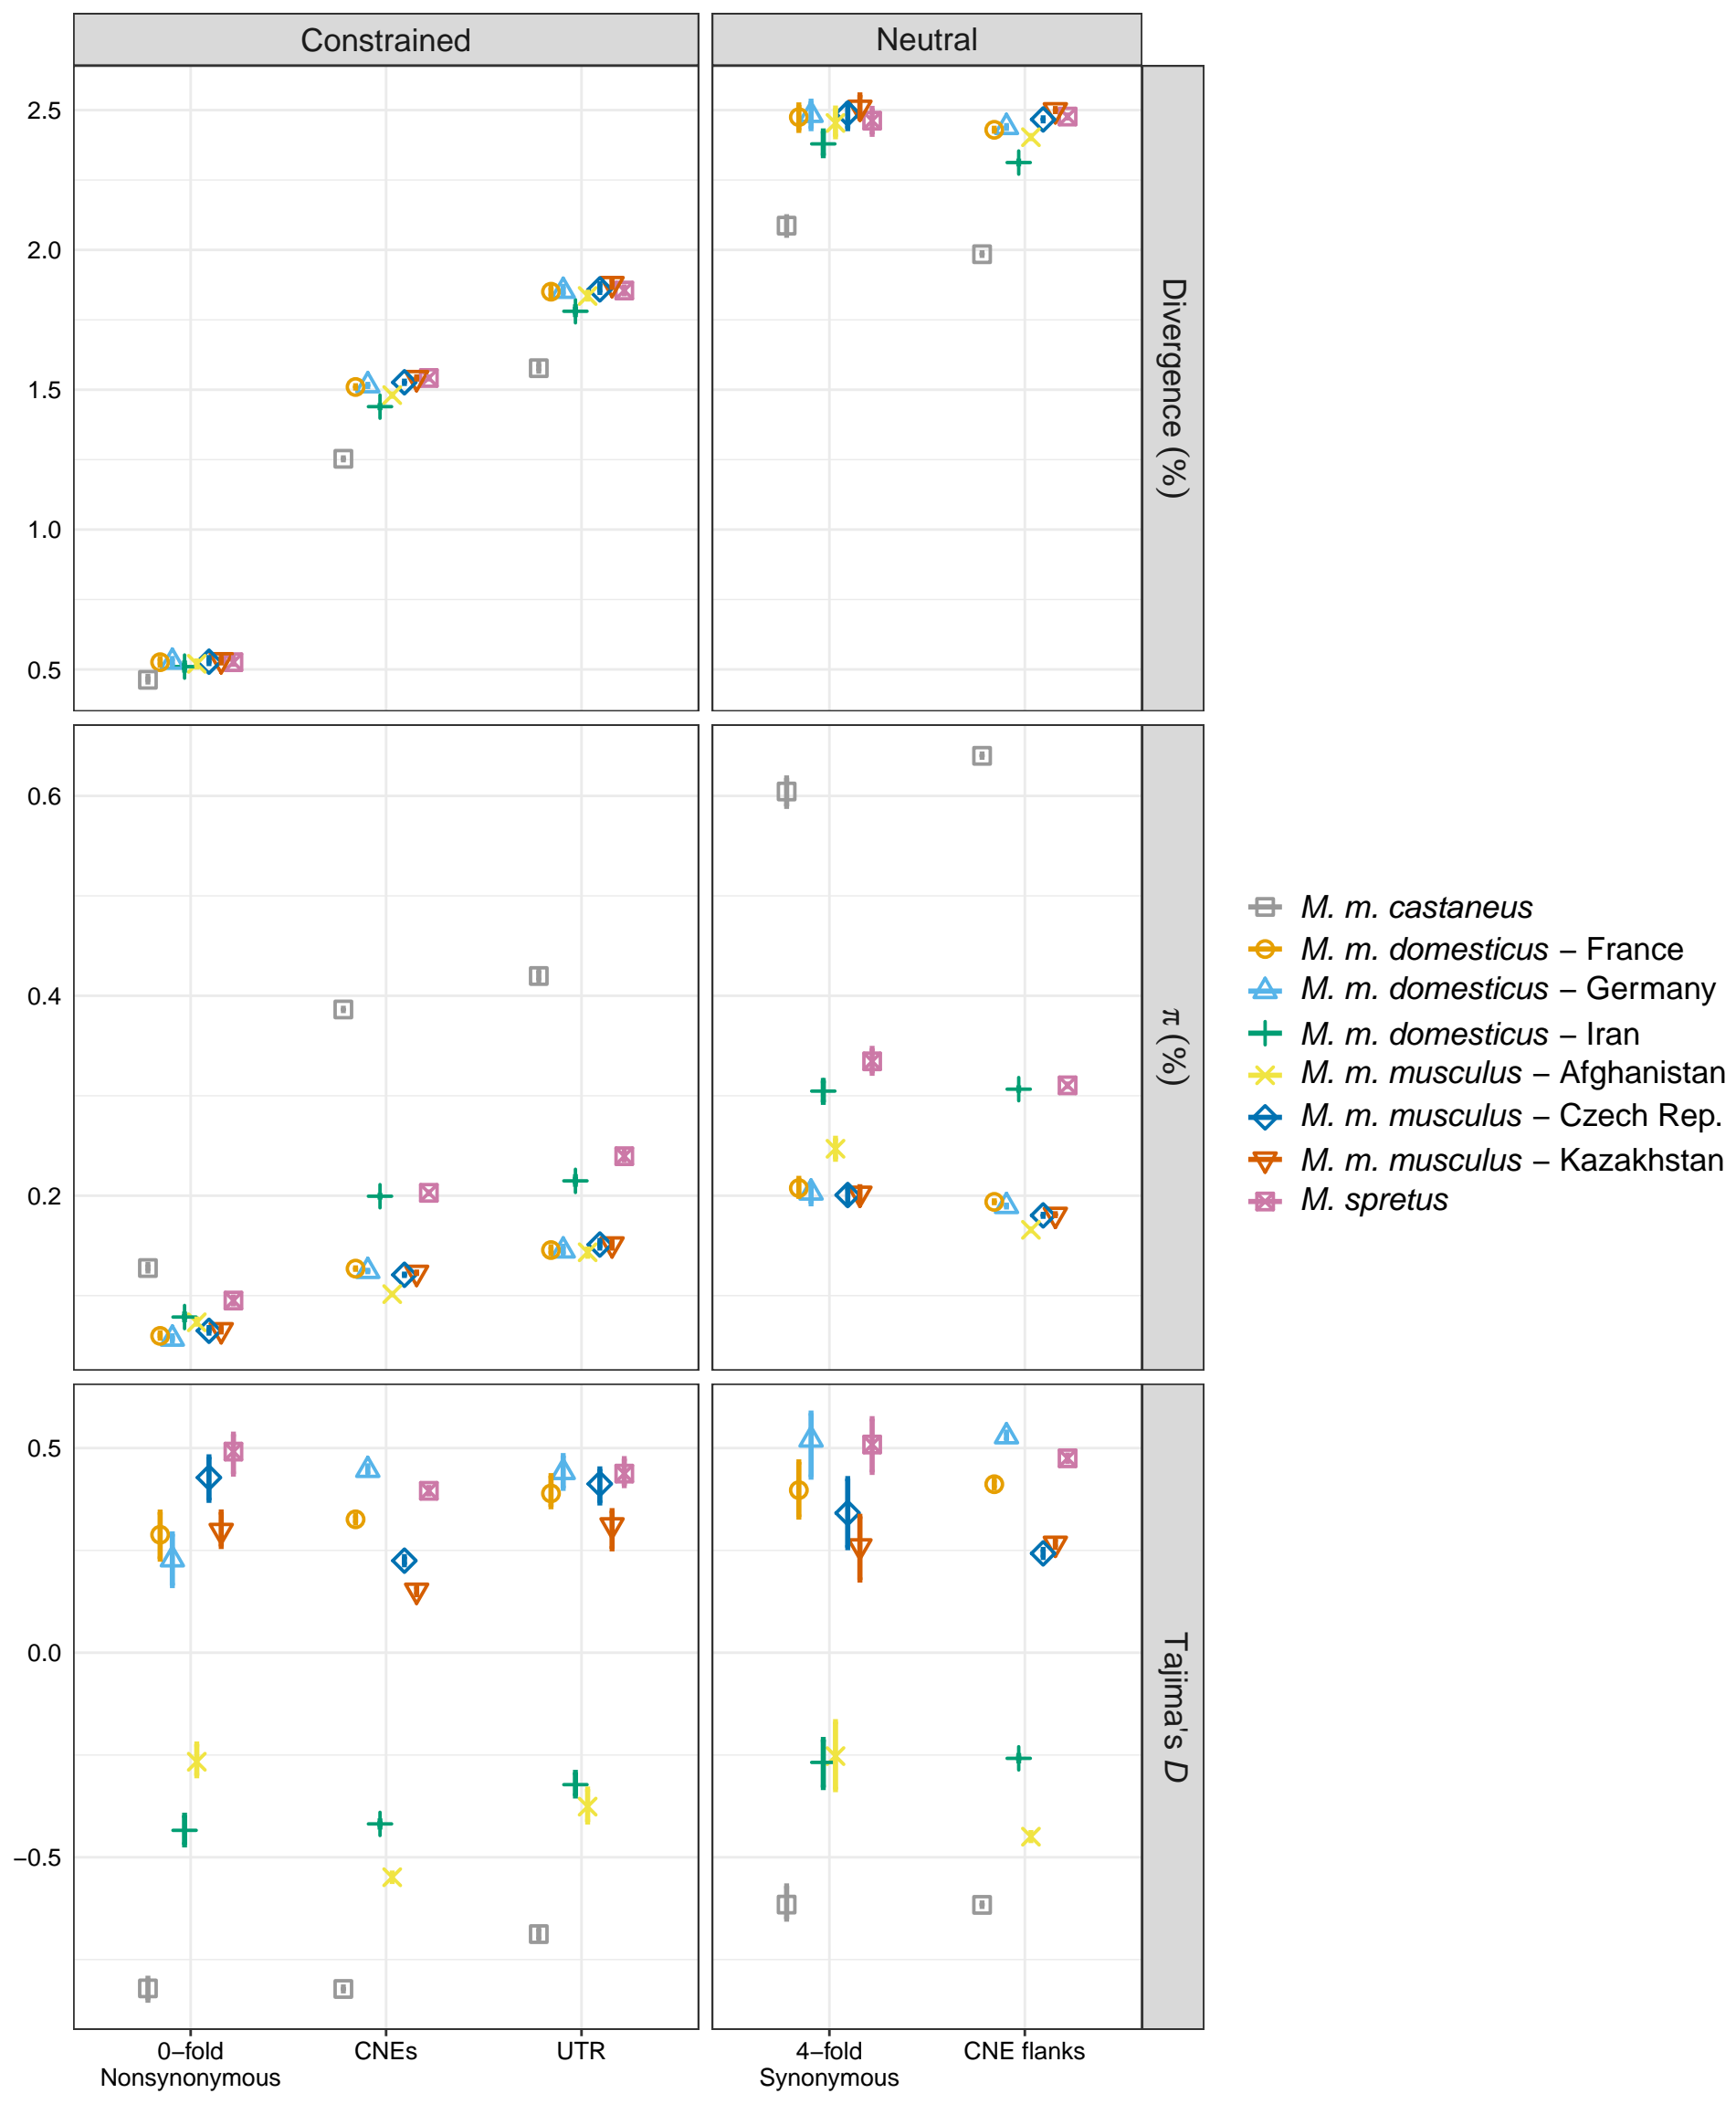 Constrained
Neutral
2.5
2.0
1.5
1.0
0.5
Divergence (%)
0.6
0.4
0.2
π (%)
0.5
0.0
−0.5
Tajima's D
0−fold
Nonsynonymous
CNEs
UTR
4−fold
Synonymous
CNE flanks
M. m. castaneus
M. m. domesticus − France
M. m. domesticus − Germany
M. m. domesticus − Iran
M. m. musculus − Afghanistan
M. m. musculus − Czech Rep.
M. m. musculus − Kazakhstan
M. spretus